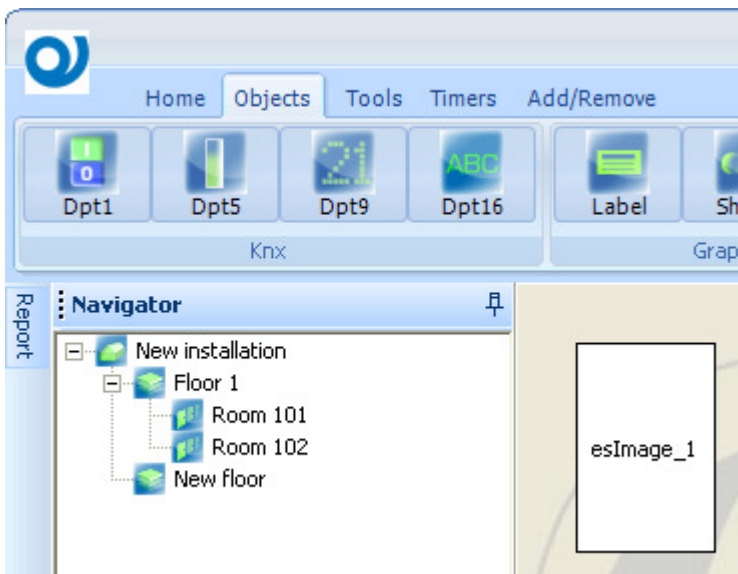 Home Objects Tools Timers Add/Remove
Dpt1 Dpt5 Dpt9 Dpt16 Label
Knx
Report
Navigator
New installation
Floor 1
Room 101
Room 102
New floor
esImage_1